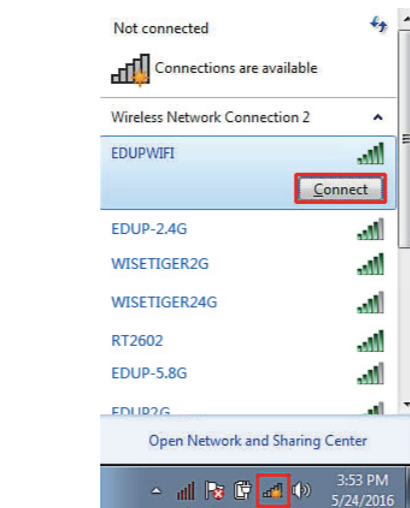 Not connected
Connections are available
Wireless Network Connection 2
EDUPWIFI
Connect
EDUP-2.4G
WISETIGER2G
WISETIGER24G
RT2602
EDUP-5.8G
EDUP2G
Open Network and Sharing Center
3:53 PM
5/24/2016